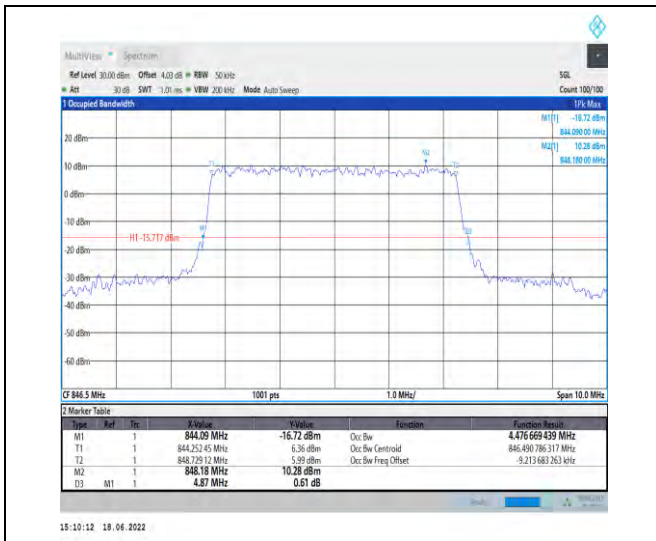 MultiView Spectrum
Ref Level 30.00 dBm Offset 4.03 dB RBW 50 kHz SGL
Att 30 dB SWT 1.01 ms VBW 200 kHz Mode Auto Sweep Count 100/100
1 Occupied Bandwidth 1Pk Max
M1[1] -16.72 dBm
844.090 00 MHz
M2[1] 10.28 dBm
848.180 00 MHz
20 dBm
10 dBm
0 dBm
-10 dBm
-20 dBm
-30 dBm
-40 dBm
-50 dBm
-60 dBm
T1
M2
T2
M1
D3
H1 -15.717 dBm
CF 846.5 MHz 1001 pts 1.0 MHz/ Span 10.0 MHz
2 Marker Table
Type Ref Trc X-Value Y-Value Function Function Result
M1 1 844.09 MHz -16.72 dBm Occ Bw 4.476 669 439 MHz
T1 1 844.252 45 MHz 6.36 dBm Occ Bw Centroid 846.490 786 317 MHz
T2 1 848.729 12 MHz 5.99 dBm Occ Bw Freq Offset -9.213 683 263 kHz
M2 1 848.18 MHz 10.28 dBm
D3 M1 1 4.87 MHz 0.61 dB
15:10:12 18.06.2022